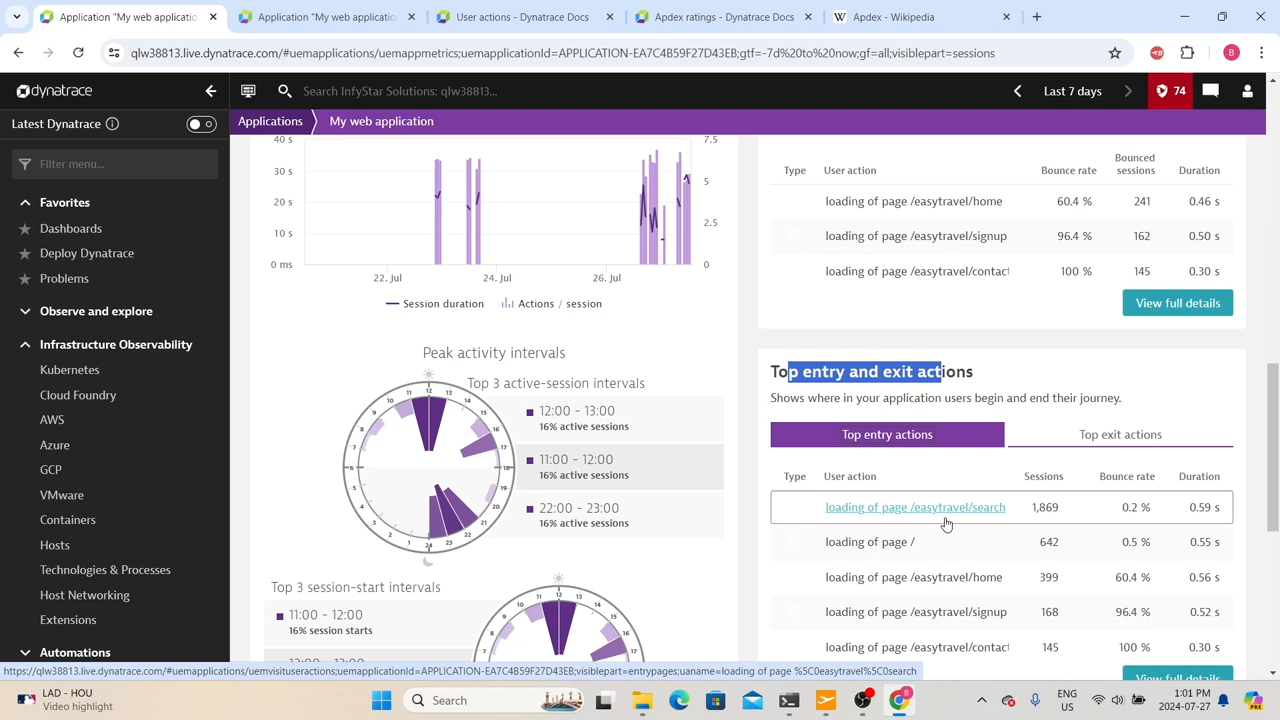 Application "My web application
Application "My web application
User actions - Dynatrace Docs
Apdex ratings - Dynatrace Docs
Apdex - Wikipedia
qlw38813.live.dynatrace.com/#uemapplications/uemappmetrics;uemapplicationId=APPLICATION-EA7C4B59F27D43EB;gtf=-7d%20to%20now;gf=all;visiblepart=sessions
B
dynatrace
Search InfyStar Solutions: qlw38813...
Last 7 days
74
Latest Dynatrace
Applications
My web application
Filter menu...
Favorites
Dashboards
Deploy Dynatrace
Problems
Observe and explore
Infrastructure Observability
Kubernetes
Cloud Foundry
AWS
Azure
GCP
VMware
Containers
Hosts
Technologies & Processes
Host Networking
Extensions
Automations
40 s
30 s
20 s
10 s
0 ms
7.5
5
2.5
0
22. Jul
24. Jul
26. Jul
Session duration
Actions / session
Peak activity intervals
Top 3 active-session intervals
12:00 - 13:00
16% active sessions
11:00 - 12:00
16% active sessions
22:00 - 23:00
16% active sessions
Top 3 session-start intervals
11:00 - 12:00
16% session starts
Type User action Bounce rate Bounced sessions Duration
loading of page /easytravel/home 60.4 % 241 0.46 s
loading of page /easytravel/signup 96.4 % 162 0.50 s
loading of page /easytravel/contact 100 % 145 0.30 s
View full details
Top entry and exit actions
Shows where in your application users begin and end their journey.
Top entry actions
Top exit actions
Type User action Sessions Bounce rate Duration
loading of page /easytravel/search 1,869 0.2 % 0.59 s
loading of page / 642 0.5 % 0.55 s
loading of page /easytravel/home 399 60.4 % 0.56 s
loading of page /easytravel/signup 168 96.4 % 0.52 s
loading of page /easytravel/contact 145 100 % 0.30 s
View full details
https://qlw38813.live.dynatrace.com/#uemapplications/uemvisituseractions;uemapplicationId=APPLICATION-EA7C4B59F27D43EB;visiblepart=entrypages;uaname=loading of page %5C0easytravel%5C0search
LAD - HOU
Video highlight
Search
ENG
US
1:01 PM
2024-07-27